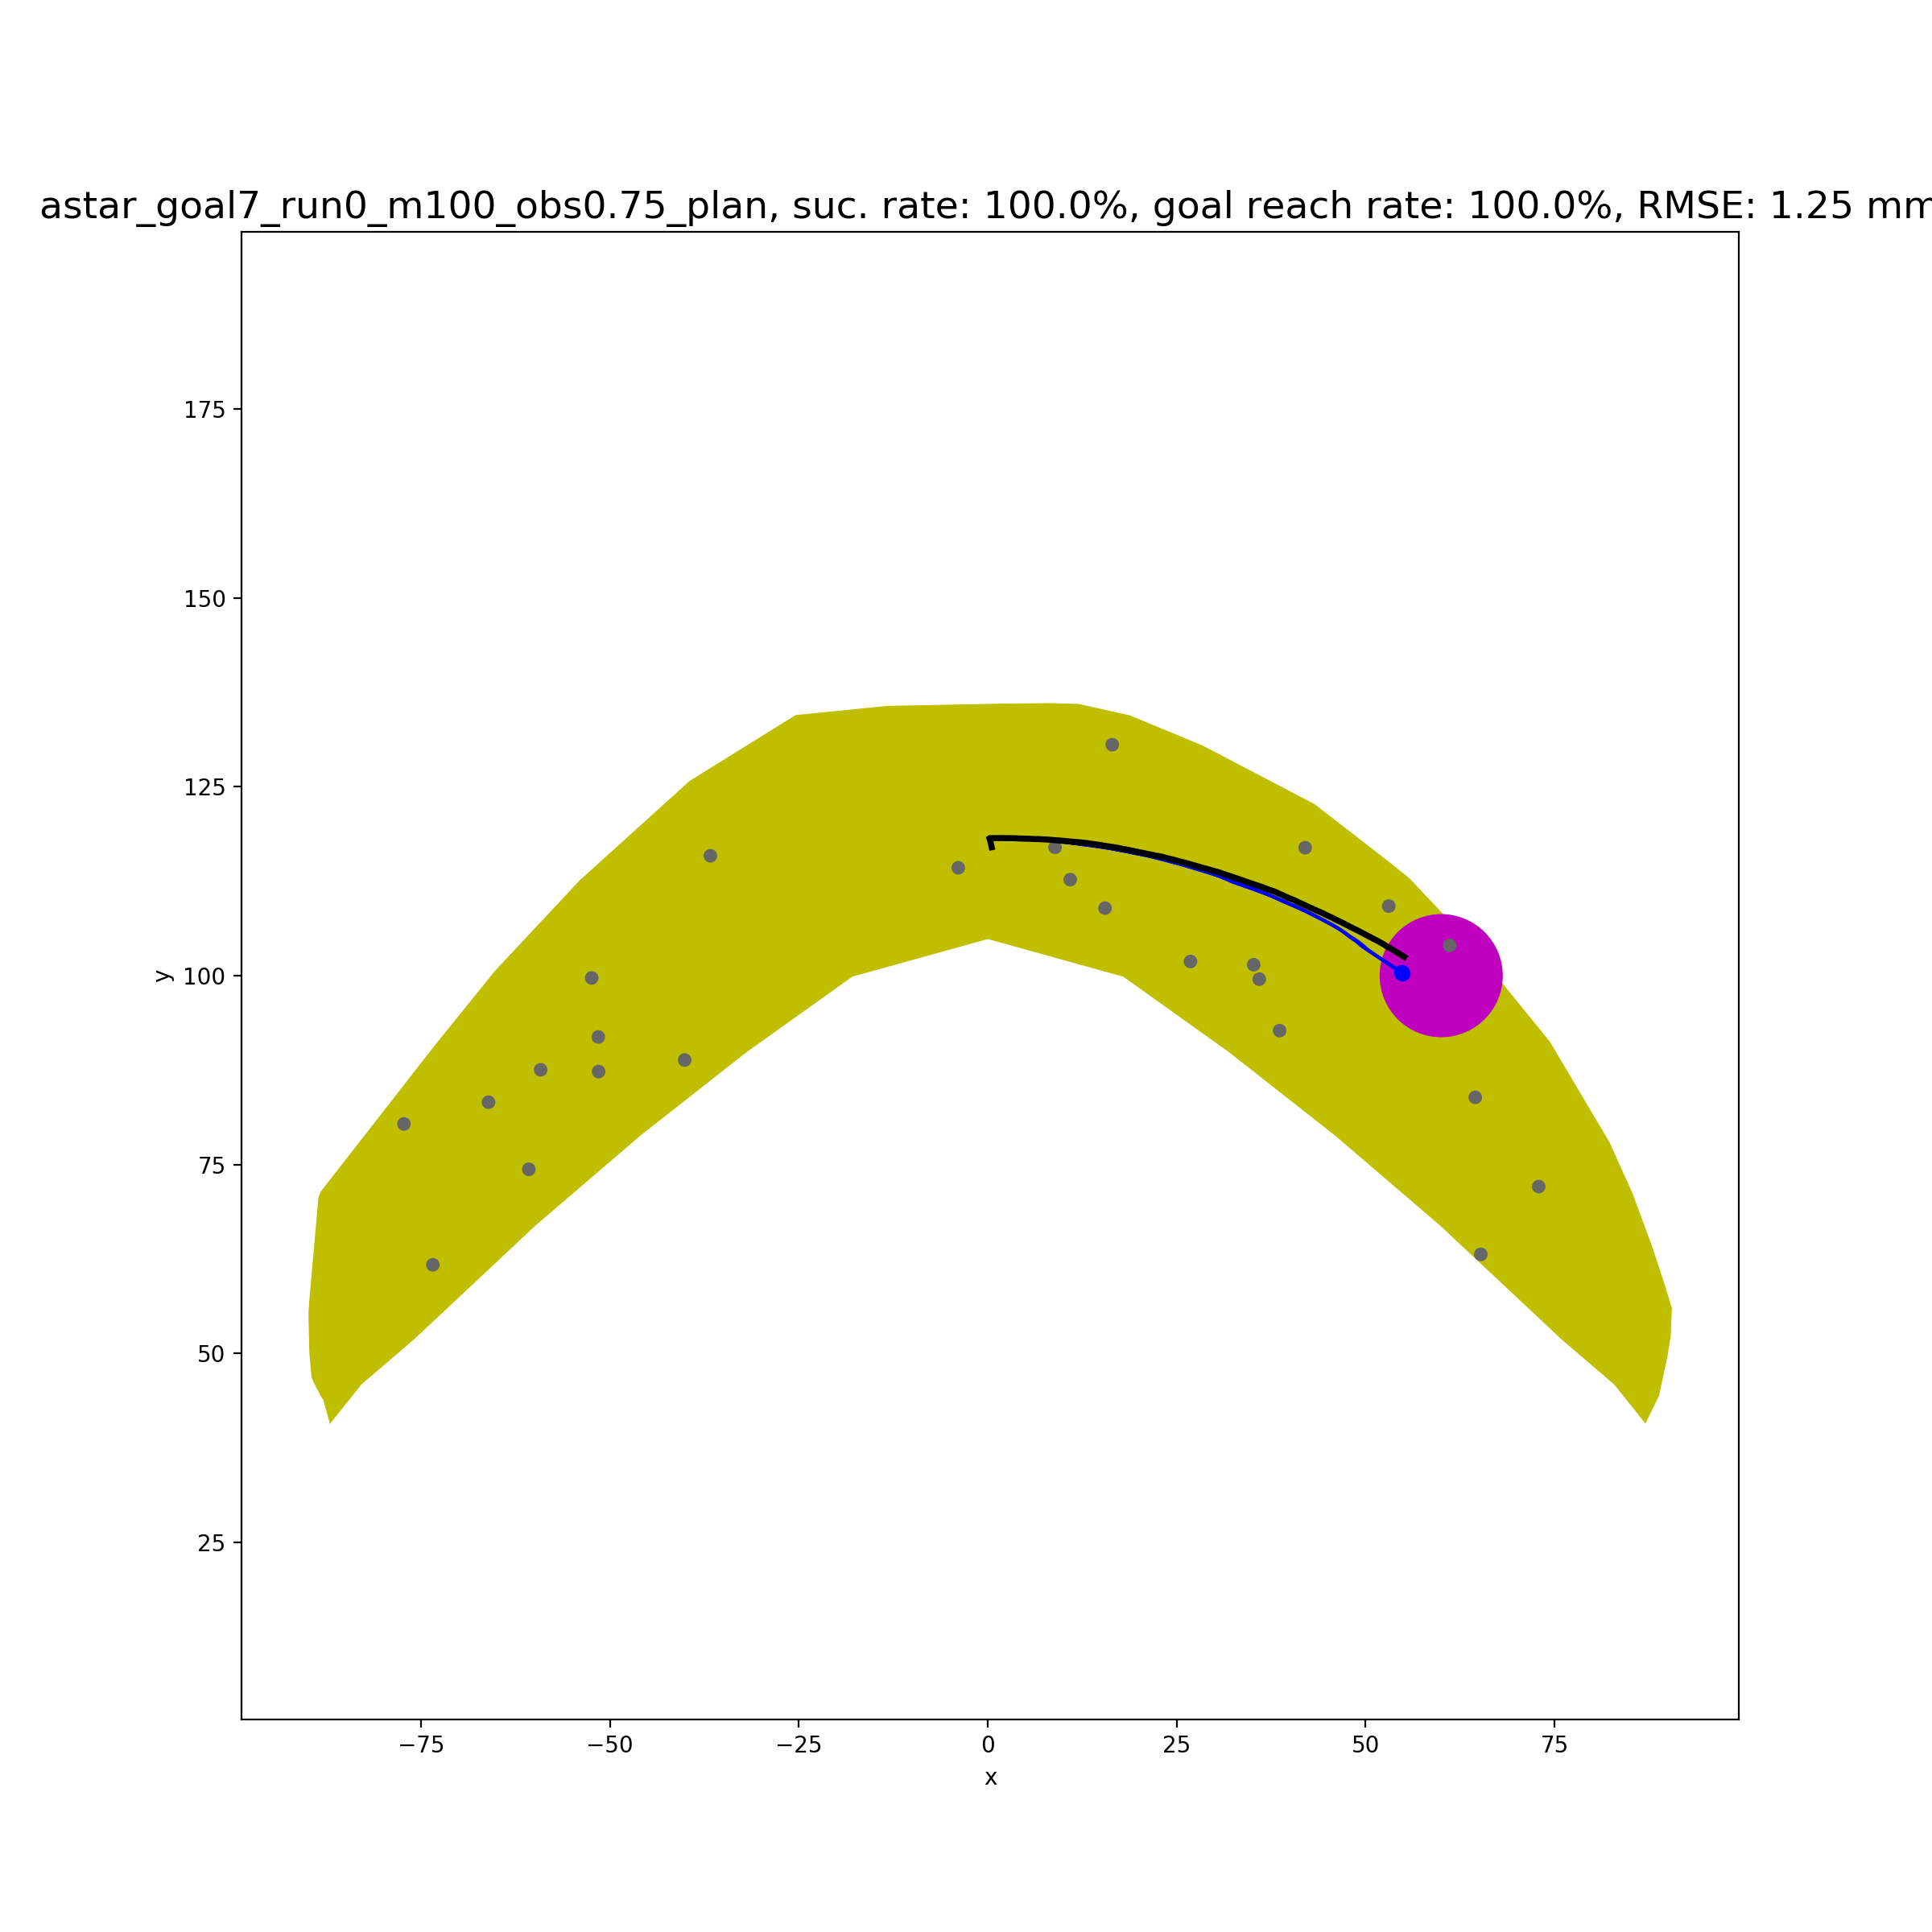 astar_goal7_run0_m100_obs0.75_plan, suc. rate: 100.0%, goal reach rate: 100.0%, RMSE: 1.25 mm
175
150
125
y
100
75
50
25
−75 −50 −25 0 25 50 75
x